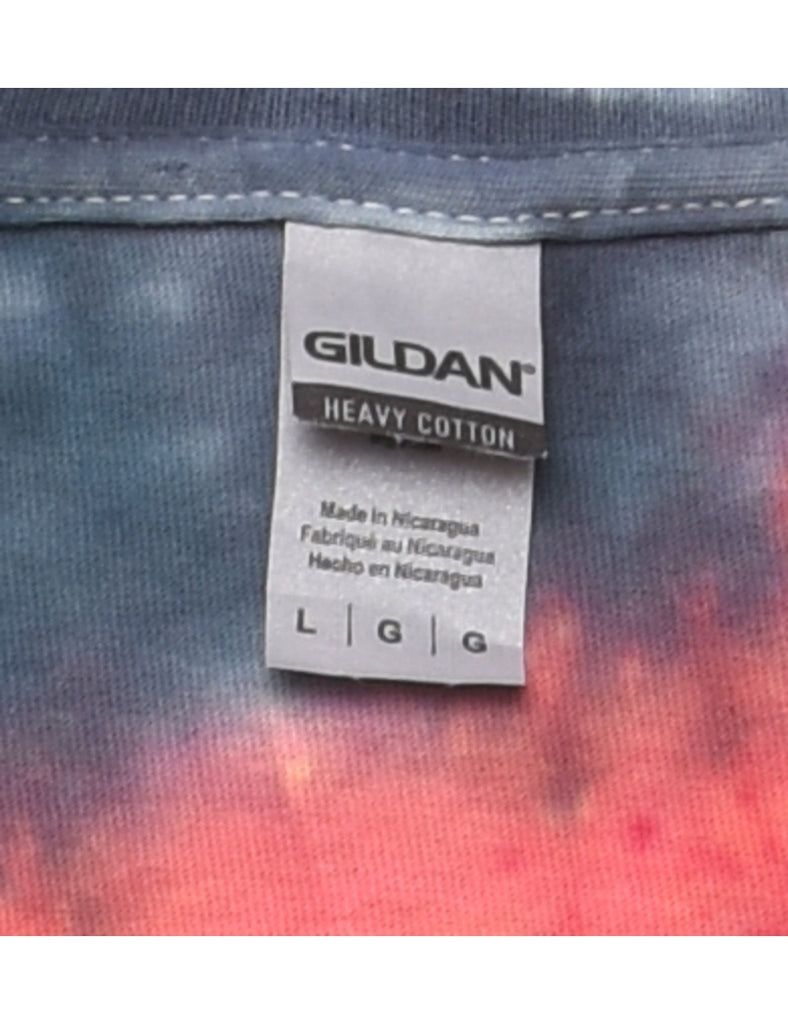 GILDAN®
HEAVY COTTON
Made in Nicaragua
Fabriqué au Nicaragua
Hecho en Nicaragua
L | G | G